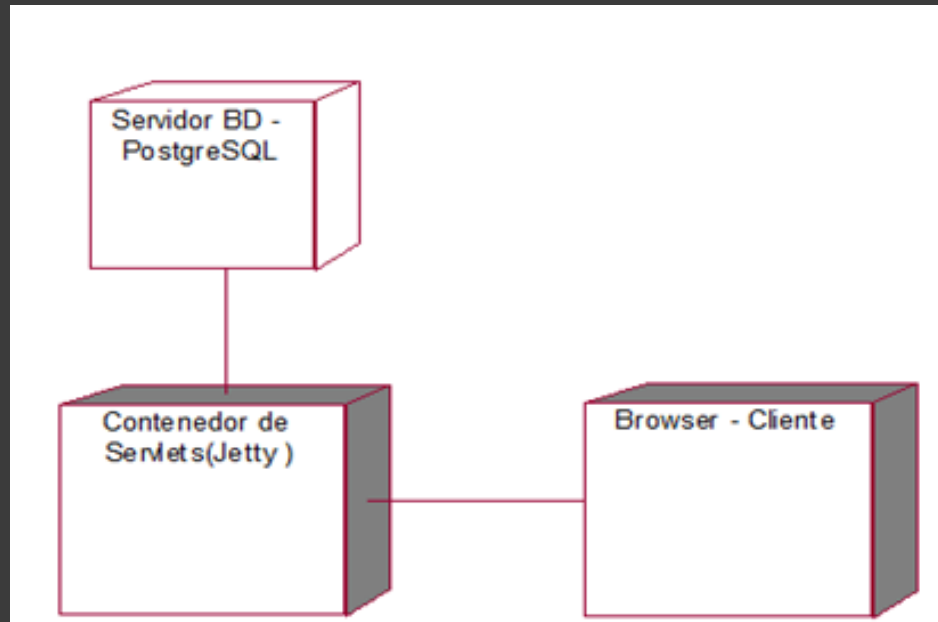 Servidor BD -
PostgreSQL
Contenedor de
Servlets(Jetty )
Browser - Cliente